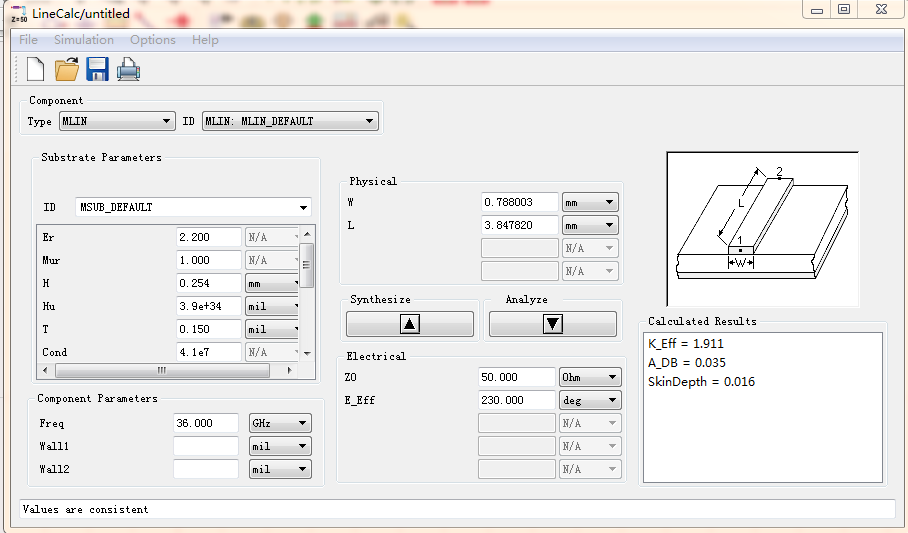 LineCalc/untitled
Z=50
File Simulation Options Help
Component
Type MLIN ID MLIN: MLIN_DEFAULT
Substrate Parameters
ID MSUB_DEFAULT
Er 2.200 N/A
Mur 1.000 N/A
H 0.254 mm
Hu 3.9e+34 mil
T 0.150 mil
Cond 4.1e7 N/A
Component Parameters
Freq 36.000 GHz
Wall1 mil
Wall2 mil
Physical
W 0.788003 mm
L 3.847820 mm
N/A
N/A
Synthesize Analyze
Electrical
Z0 50.000 Ohm
E_Eff 230.000 deg
N/A
N/A
N/A
2
L
1
W
Calculated Results
K_Eff = 1.911
A_DB = 0.035
SkinDepth = 0.016
Values are consistent